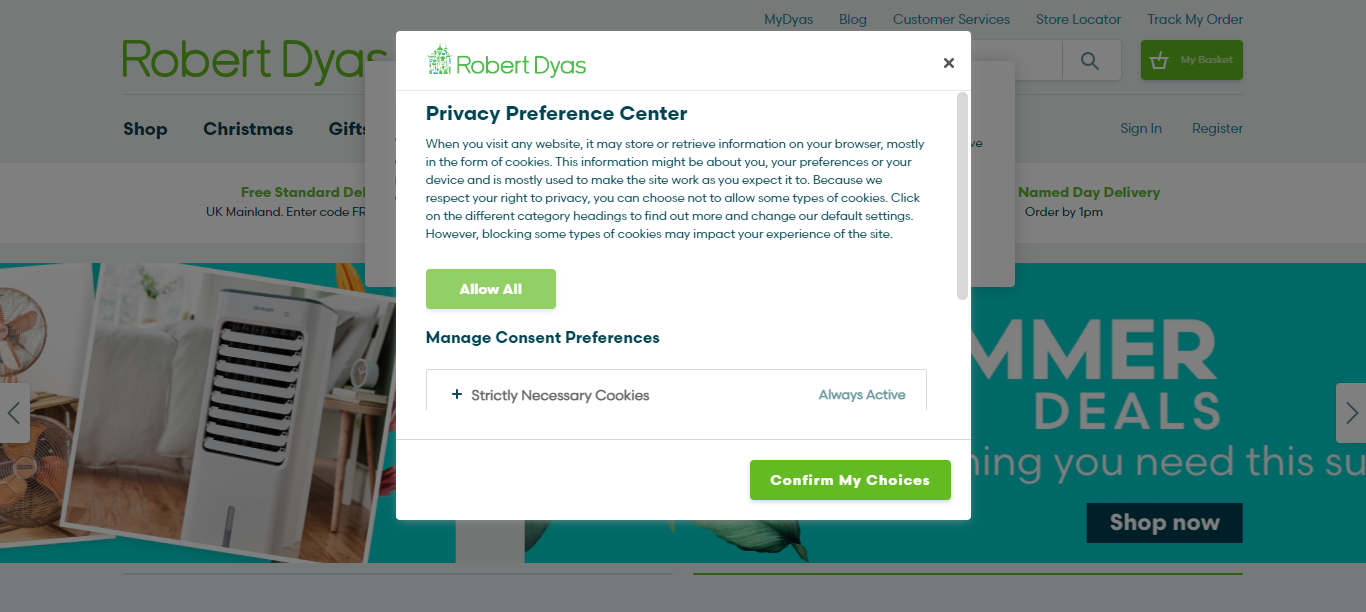 MyDyas Blog Customer Services Store Locator Track My Order
Robert Dyas
Robert Dyas
My Basket
Shop Christmas Gifts
Sign In Register
Privacy Preference Center
When you visit any website, it may store or retrieve information on your browser, mostly
in the form of cookies. This information might be about you, your preferences or your
device and is mostly used to make the site work as you expect it to. Because we
respect your right to privacy, you can choose not to allow some types of cookies. Click
on the different category headings to find out more and change our default settings.
However, blocking some types of cookies may impact your experience of the site.
Free Standard Del
UK Mainland. Enter code FR
Named Day Delivery
Order by 1pm
Allow All
Manage Consent Preferences
+ Strictly Necessary Cookies Always Active
Confirm My Choices
MMER
DEALS
ning you need this su
Shop now